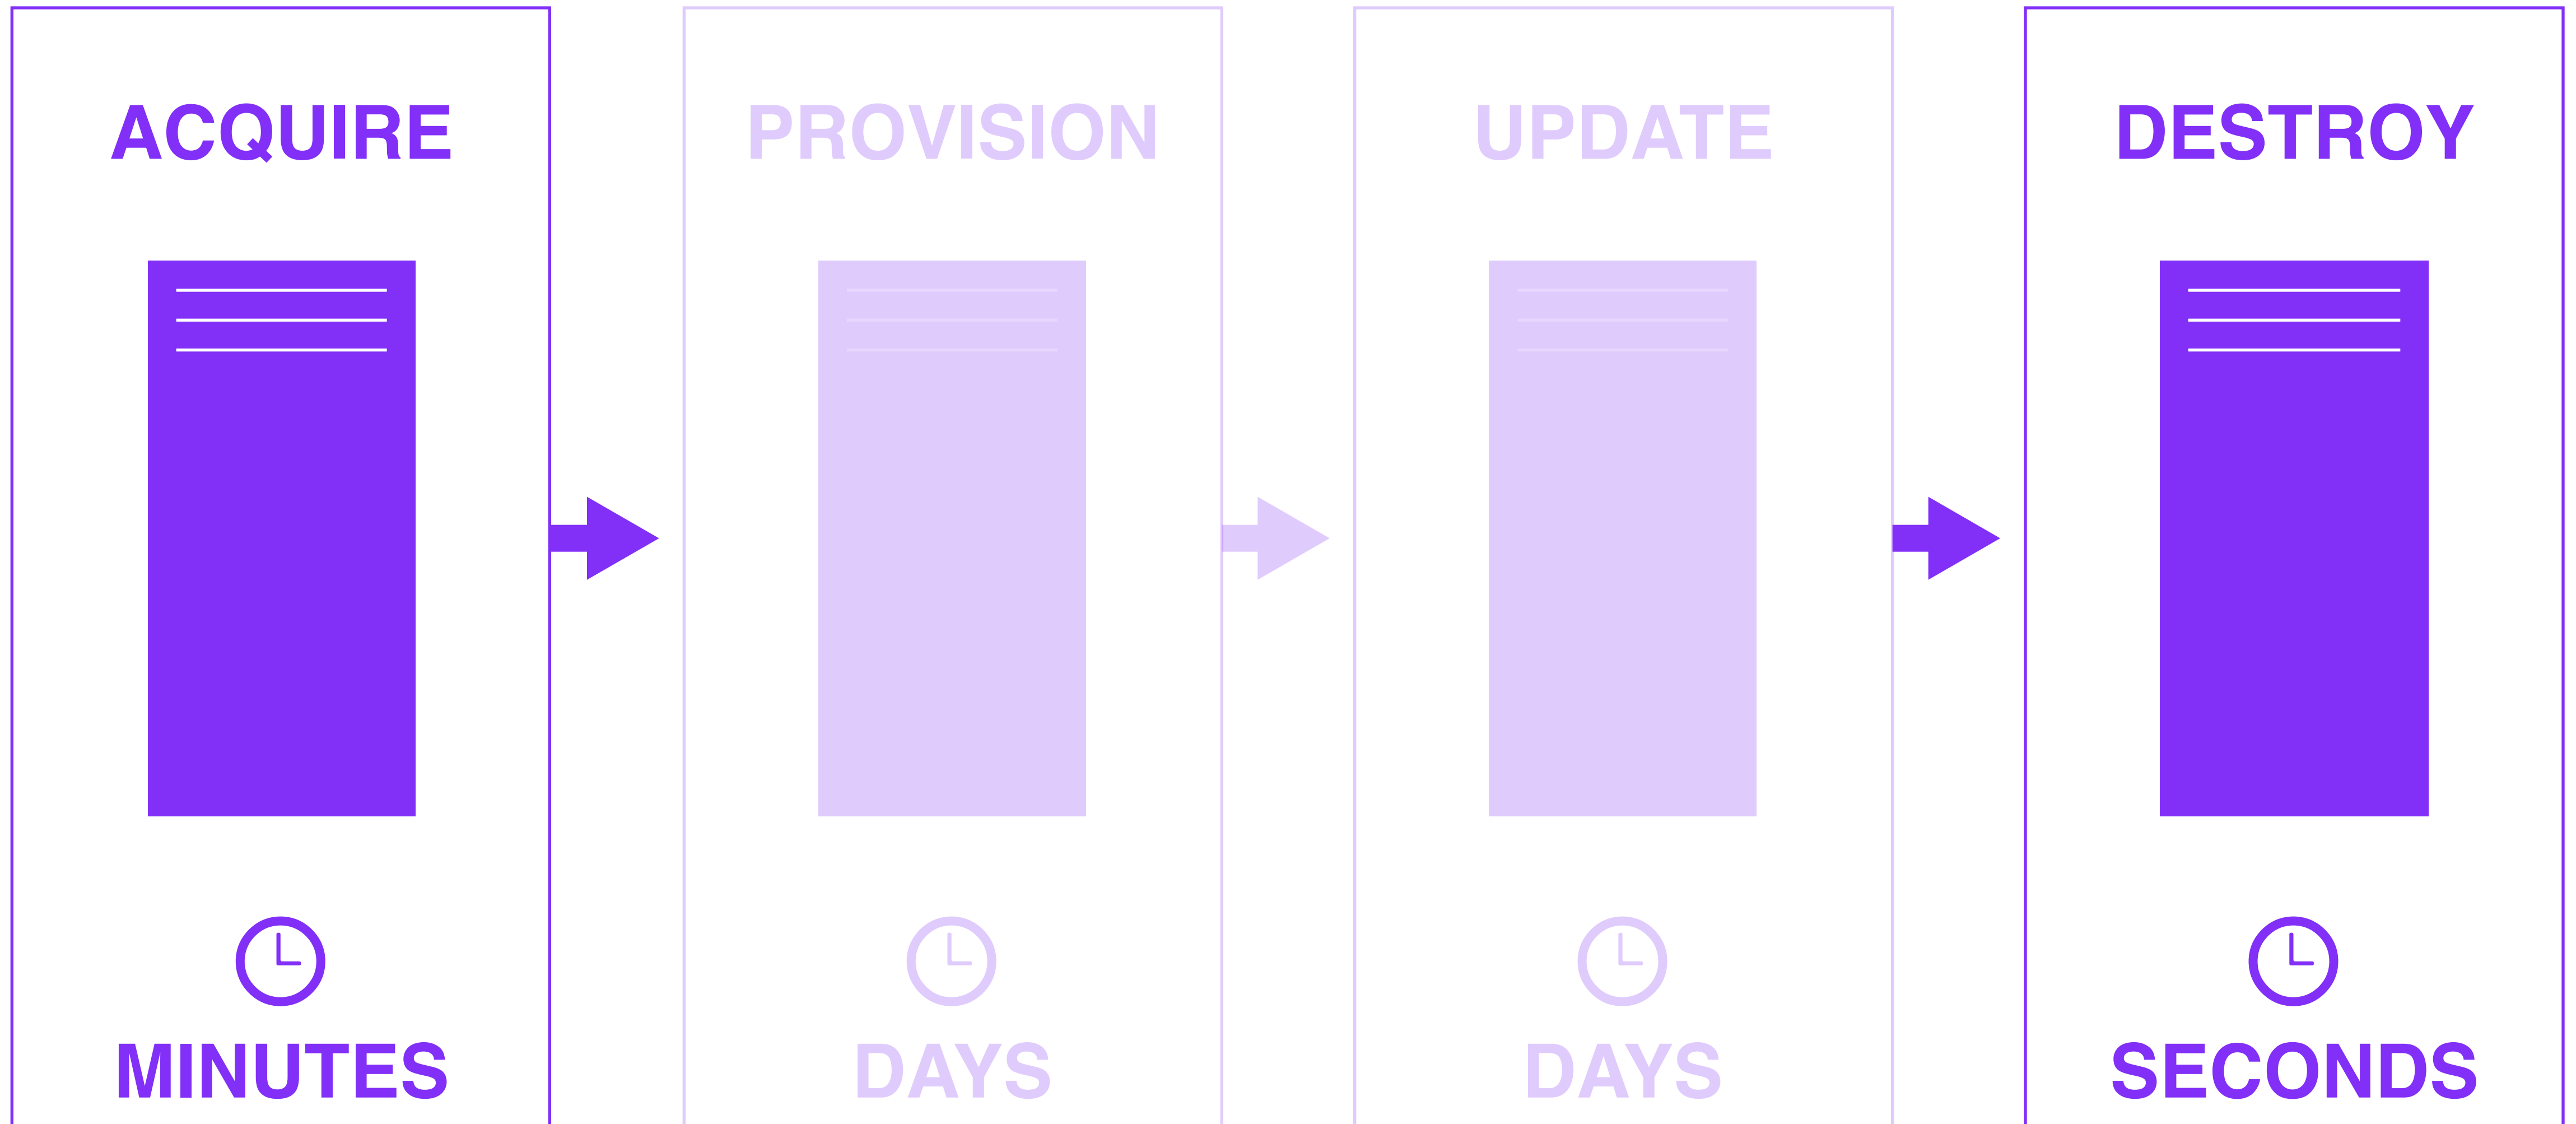 ACQUIRE
PROVISION
UPDATE
DESTROY
MINUTES
DAYS
DAYS
SECONDS